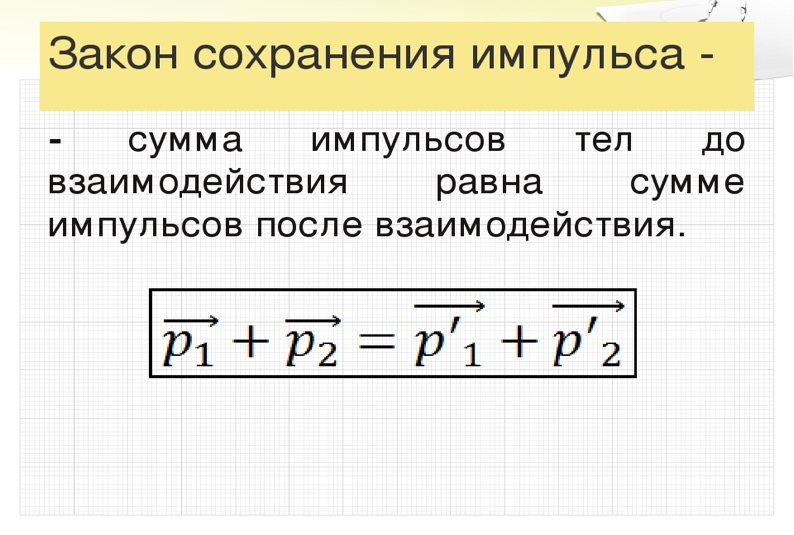 Закон сохранения импульса -
- сумма импульсов тел до
взаимодействия равна сумме
импульсов после взаимодействия.
$\overrightarrow{p_1} + \overrightarrow{p_2} = \overrightarrow{p'_1} + \overrightarrow{p'_2}$